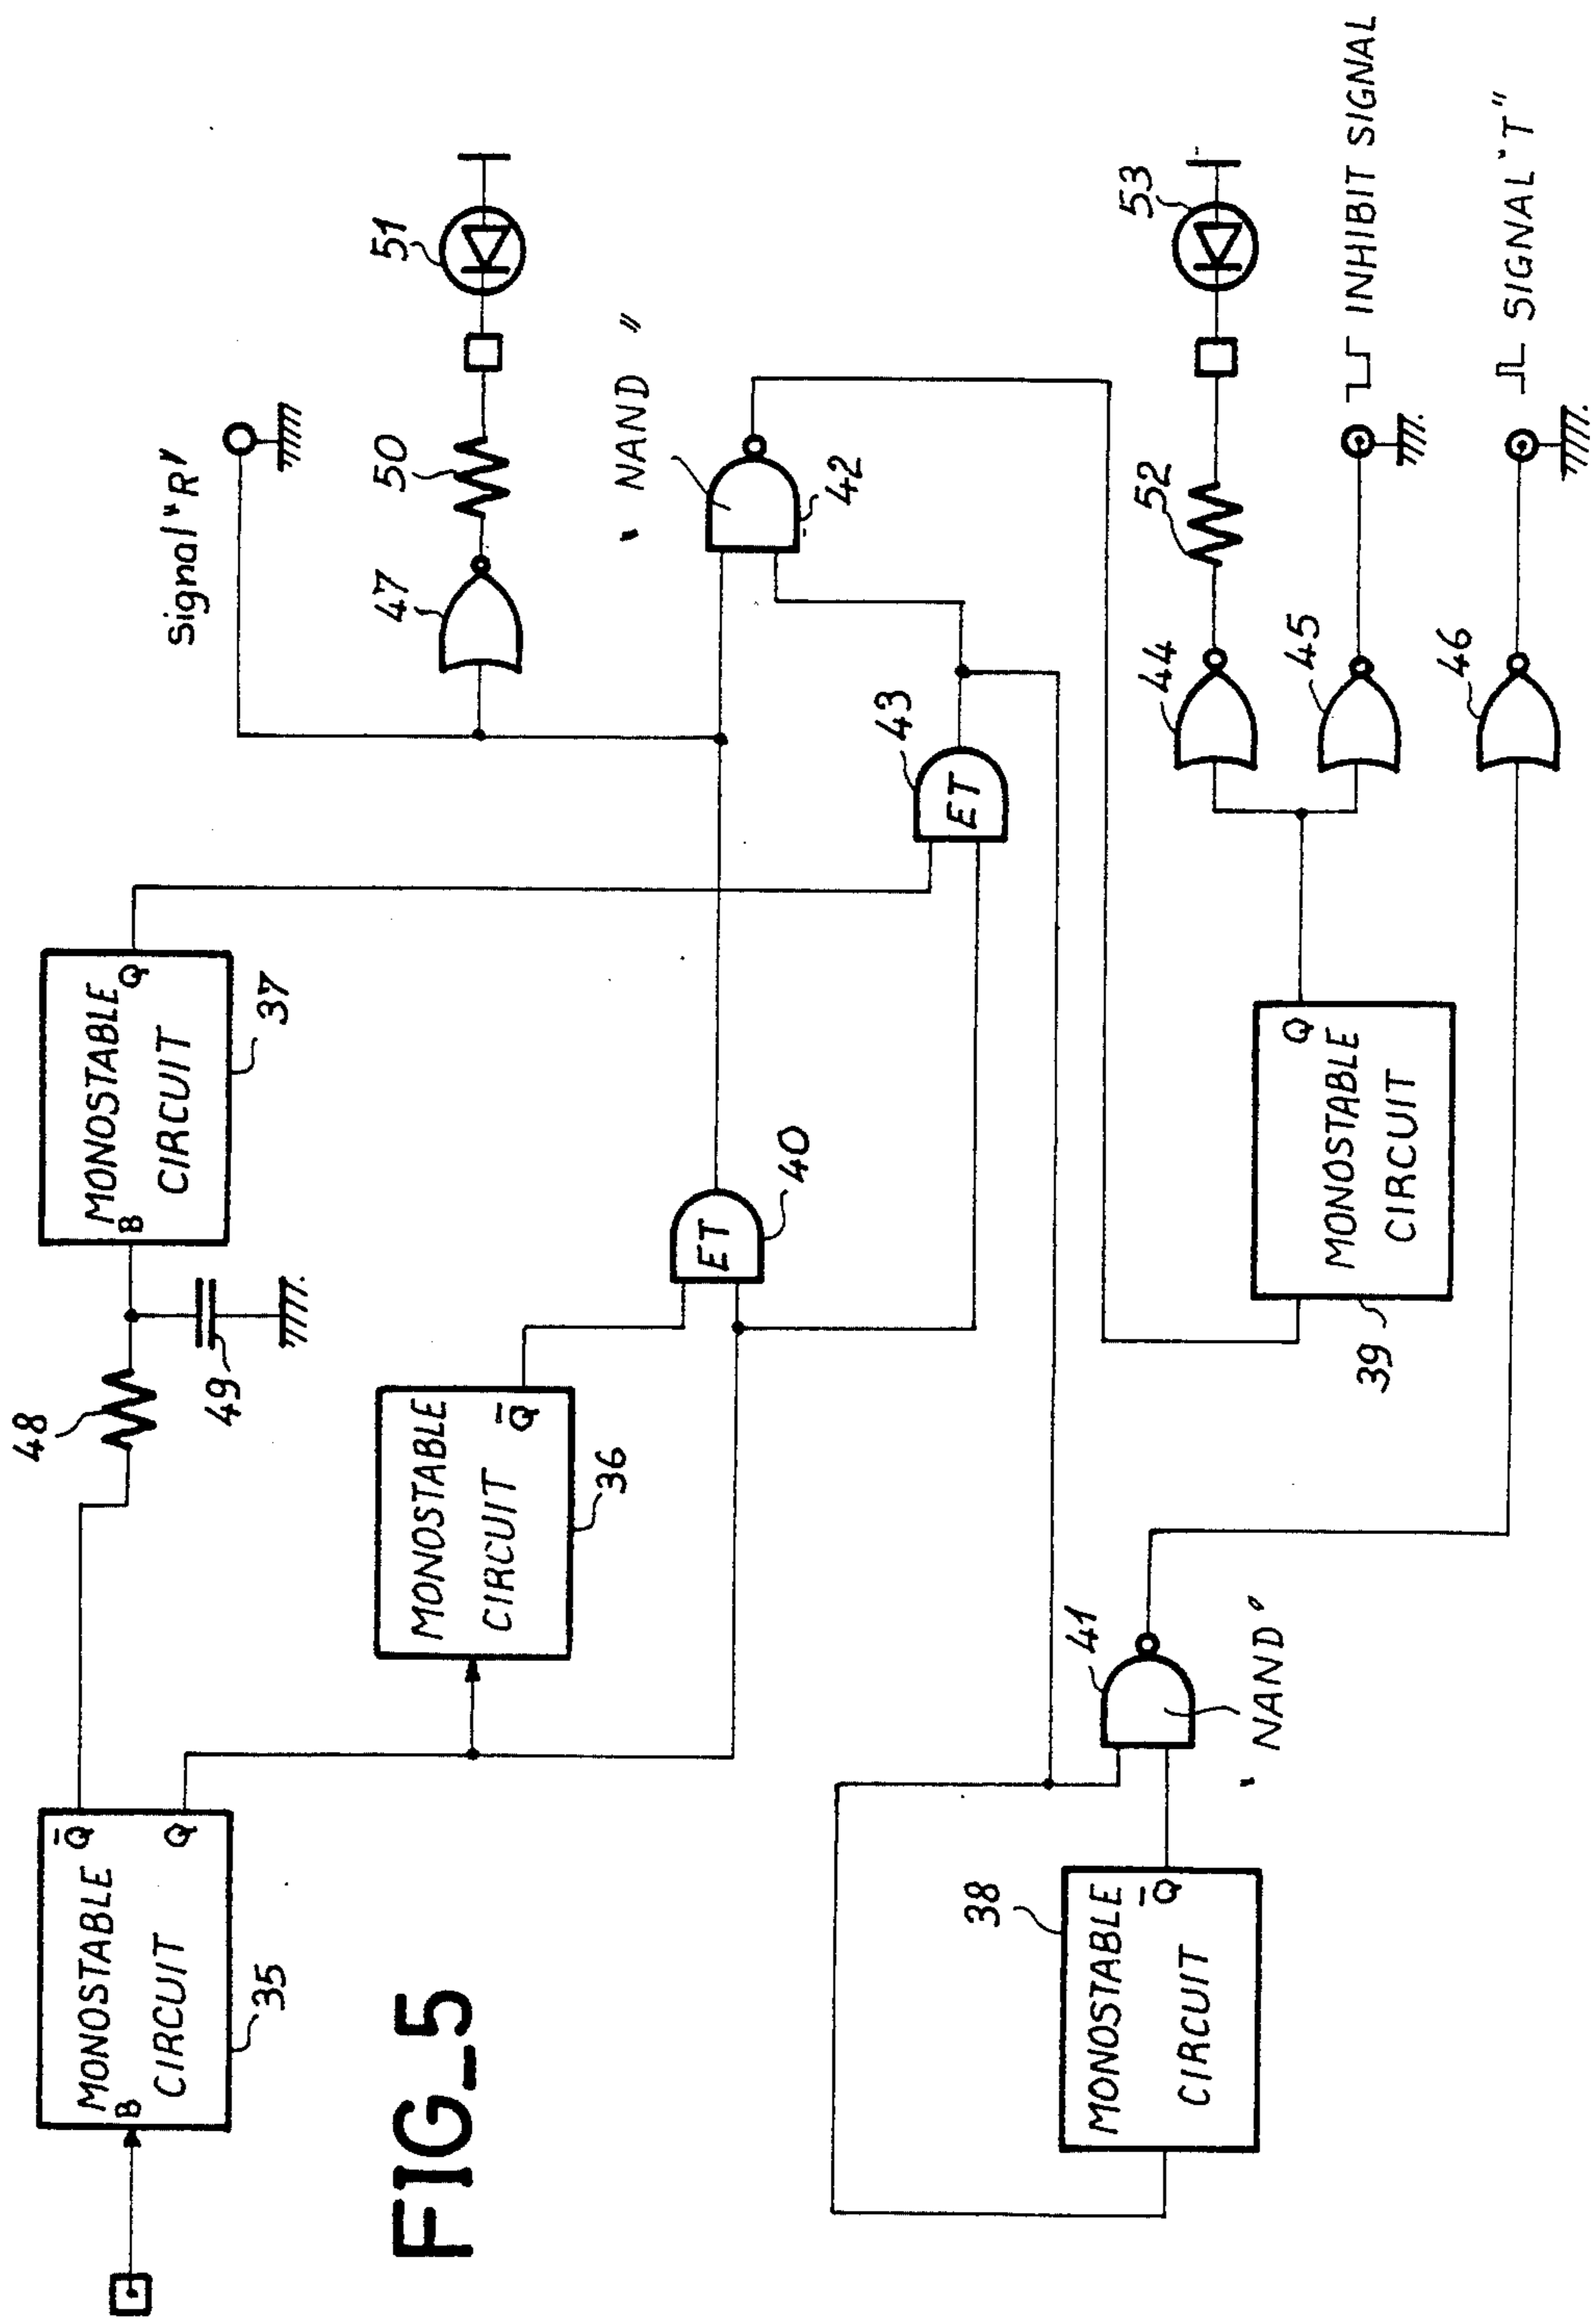 MONOSTABLE
CIRCUIT
B
Q̅
Q
35
48
49
MONOSTABLE
CIRCUIT
B
Q
37
Signal "R"
MONOSTABLE
CIRCUIT
Q̅
36
ET
40
47
50
51
"NAND"
42
ET
43
FIG_5
MONOSTABLE
CIRCUIT
Q̅
38
41
"NAND"
MONOSTABLE
CIRCUIT
Q
39
44
52
53
45
INHIBIT SIGNAL
46
SIGNAL "T"